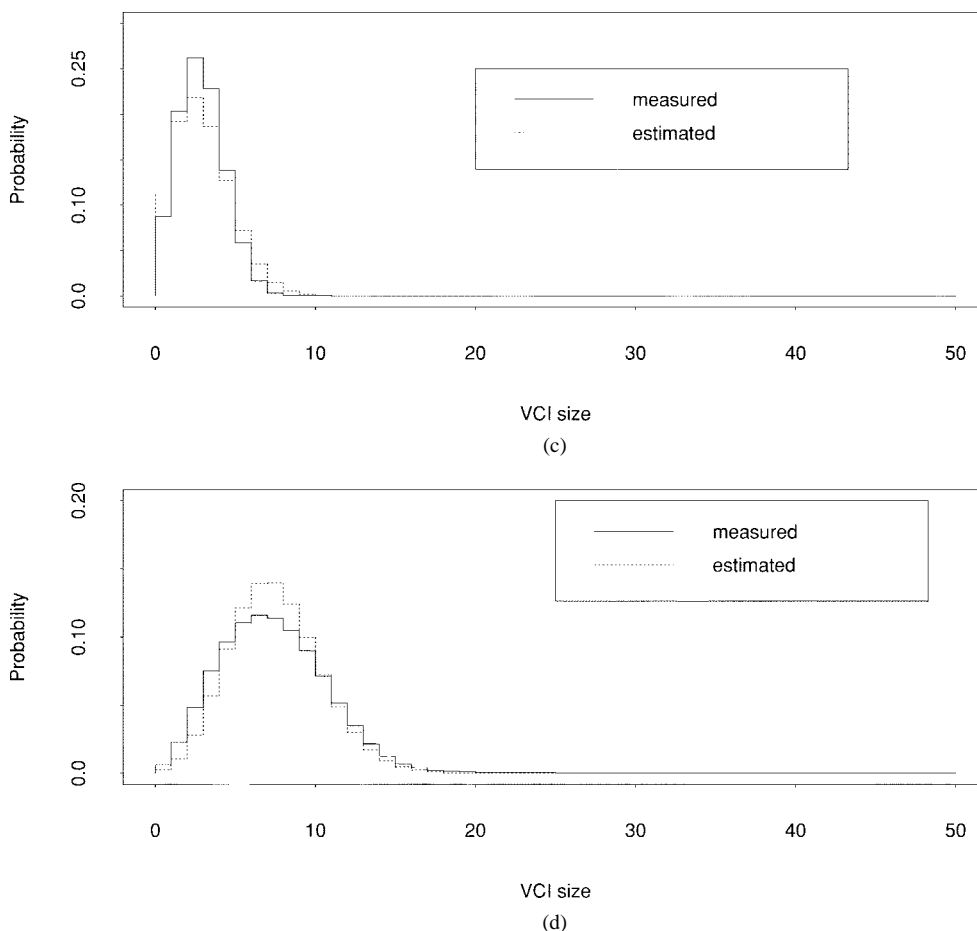 0.25
0.10
0.0
Probability
measured
estimated
0 10 20 30 40 50
VCI size
(c)
0.20
0.10
0.0
Probability
measured
estimated
0 10 20 30 40 50
VCI size
(d)